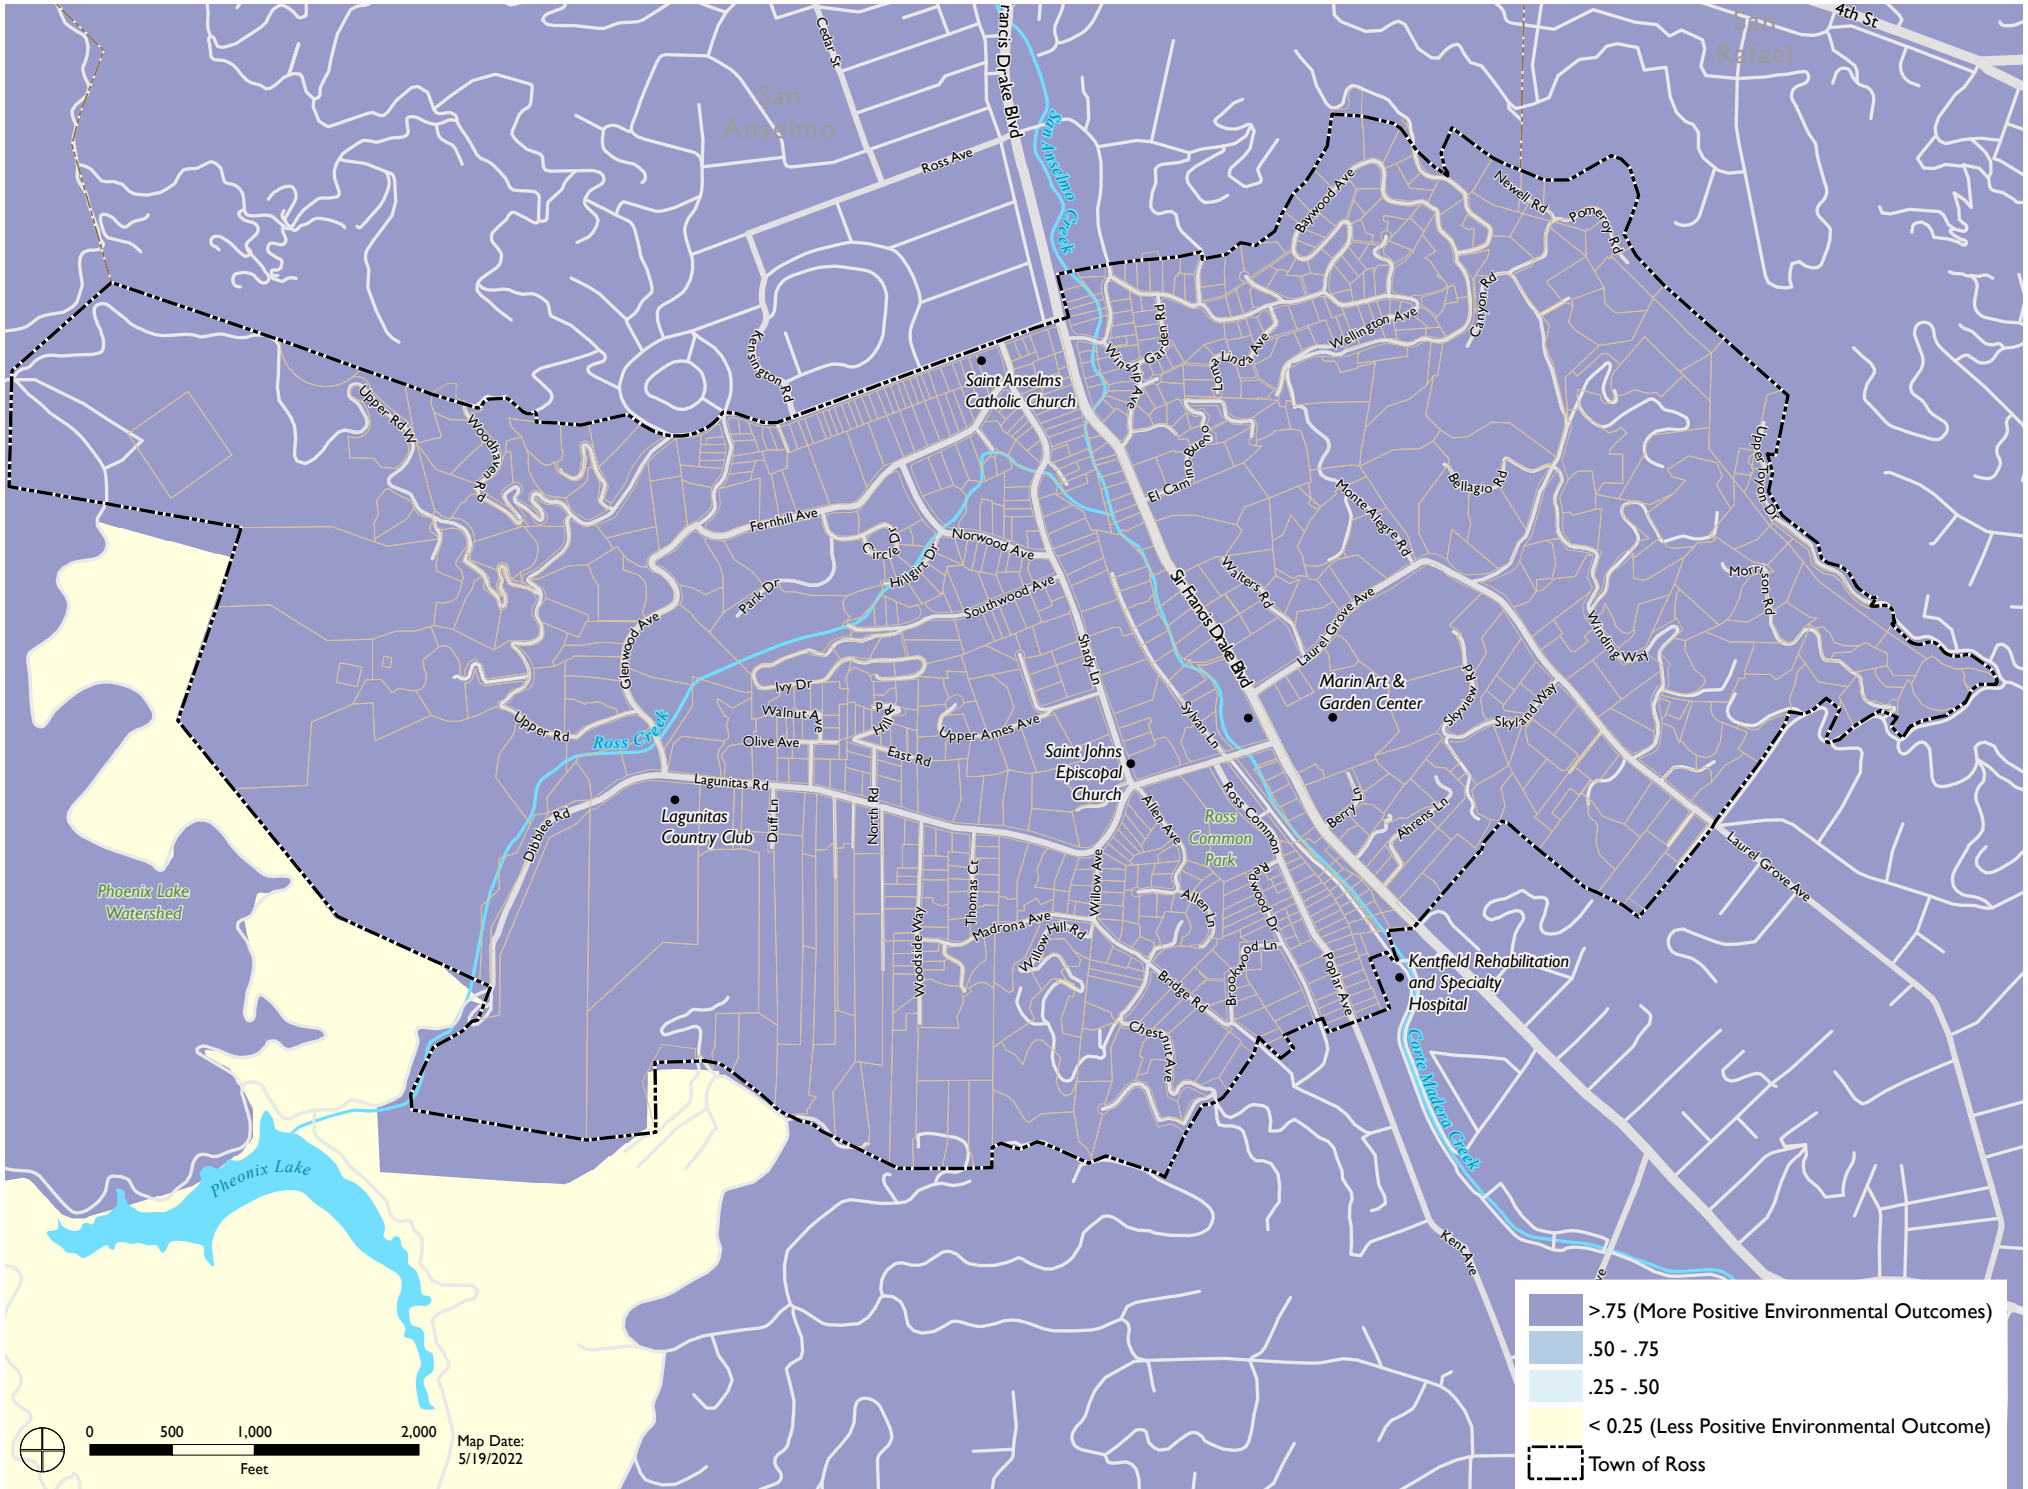 4th St
San
Rafael
Cedar St
rancis Drake Blvd
San
Anselmo
San Anselmo Creek
Ross Ave
Baywood Ave
Newell Rd
Pomeroy Rd
Canyon Rd
Garden Rd
Winship Ave
Loma Linda Ave
Wellington Ave
Kensington Rd
Saint Anselms
Catholic Church
Upper Rd W
Woodhaven Rd
El Camino Bueno
Bellagio Rd
Monte Alegre Rd
Upper Toyon Dr
Fernhill Ave
Circle Dr
Norwood Ave
Hillgirt Dr
Park Dr
Southwood Ave
Sir Francis Drake Blvd
Walters Rd
Laurel Grove Ave
Morrison Rd
Winding Way
Glenwood Ave
Shady Ln
Ivy Dr
Walnut Ave
Hill Rd
Olive Ave
East Rd
Upper Ames Ave
Sylvan Ln
Marin Art &
Garden Center
Skyview Rd
Skyland Way
Upper Rd
Ross Creek
Saint Johns
Episcopal
Church
Lagunitas Rd
Dibblee Rd
Lagunitas
Country Club
Duff Ln
North Rd
Allen Ave
Ross Common
Ross
Common
Park
Berry Ln
Ahrens Ln
Laurel Grove Ave
Phoenix Lake
Watershed
Thomas Ct
Willow Ave
Allen Ln
Redwood Dr
Woodside Way
Madrona Ave
Willow Hill Rd
Brookwood Ln
Bridge Rd
Poplar Ave
Kentfield Rehabilitation
and Specialty
Hospital
Chestnut Ave
Corte Madera Creek
Pheonix Lake
Kent Ave
ve
>.75 (More Positive Environmental Outcomes)
.50 - .75
.25 - .50
< 0.25 (Less Positive Environmental Outcome)
Town of Ross
0 500 1,000 2,000
Feet
Map Date:
5/19/2022